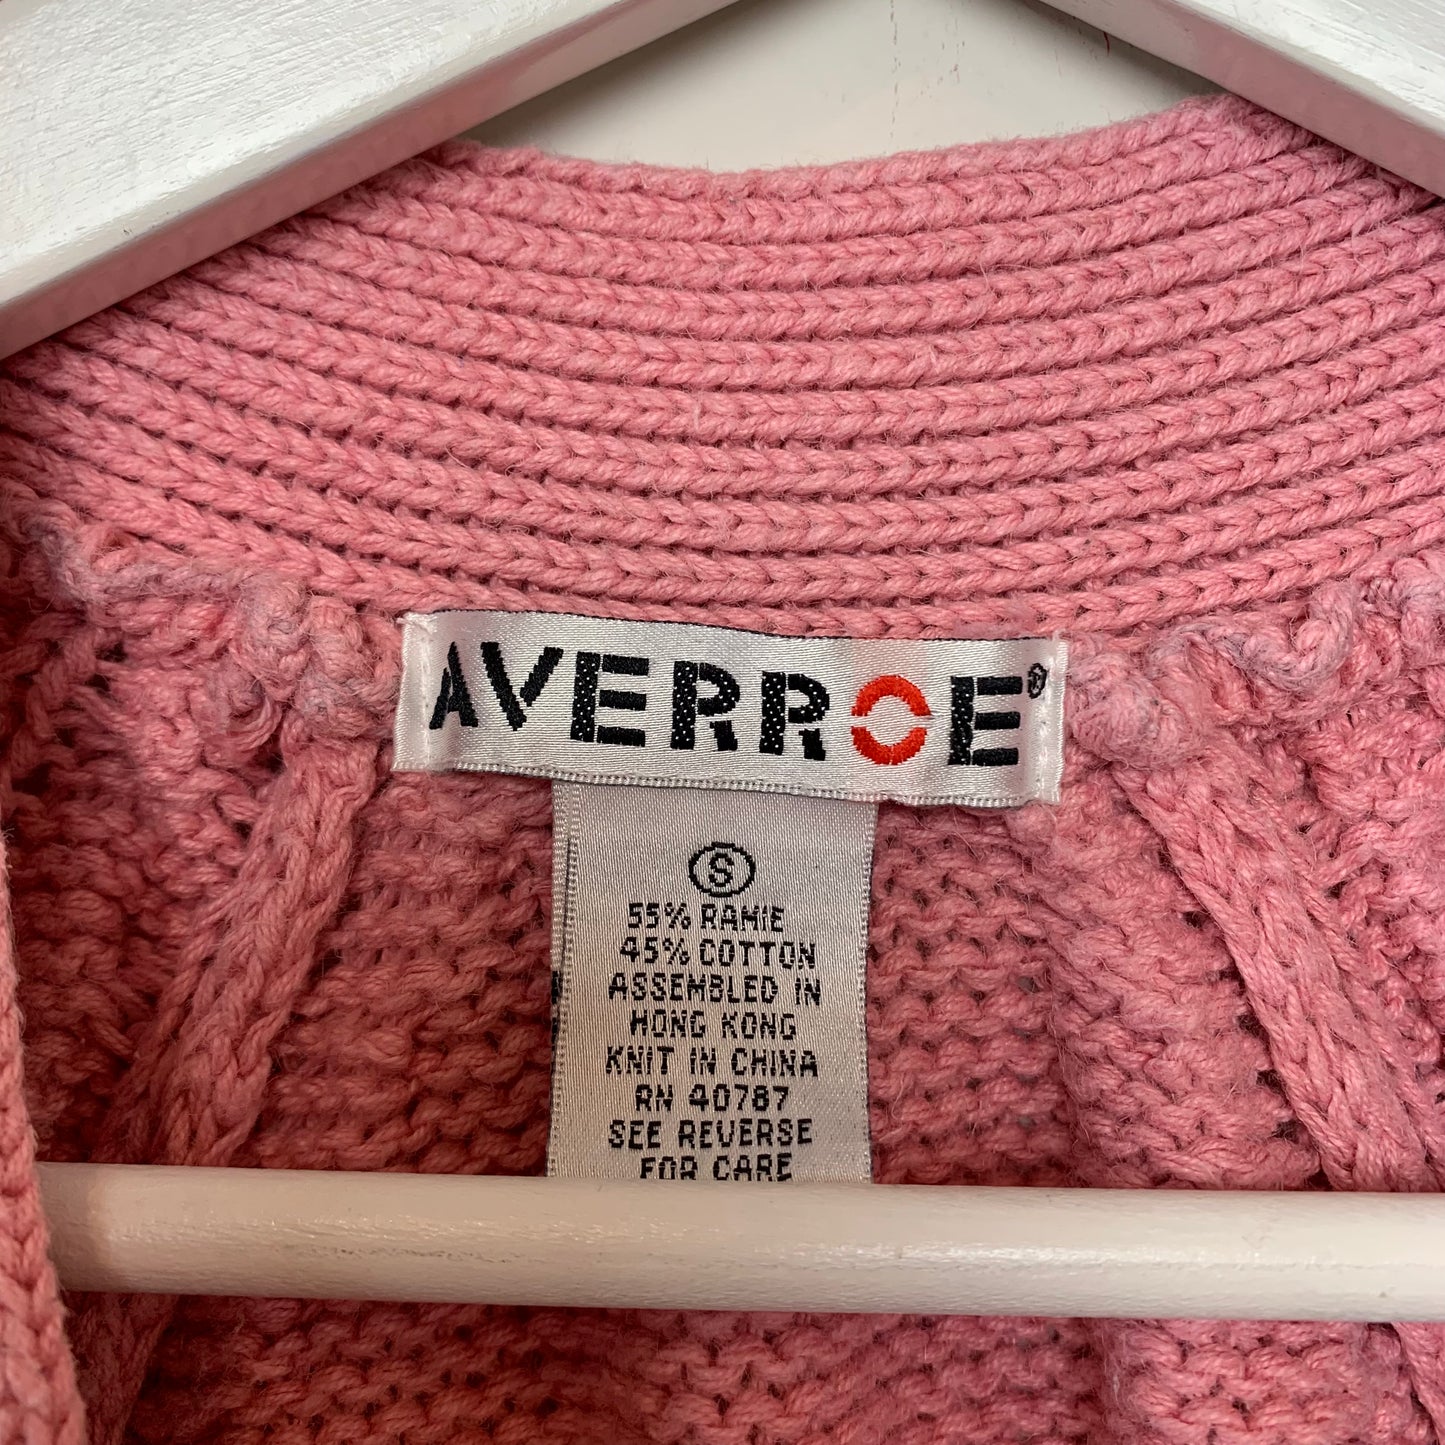 AVERROE®
S
55% RAMIE
45% COTTON
ASSEMBLED IN
HONG KONG
KNIT IN CHINA
RN 40787
SEE REVERSE
FOR CARE